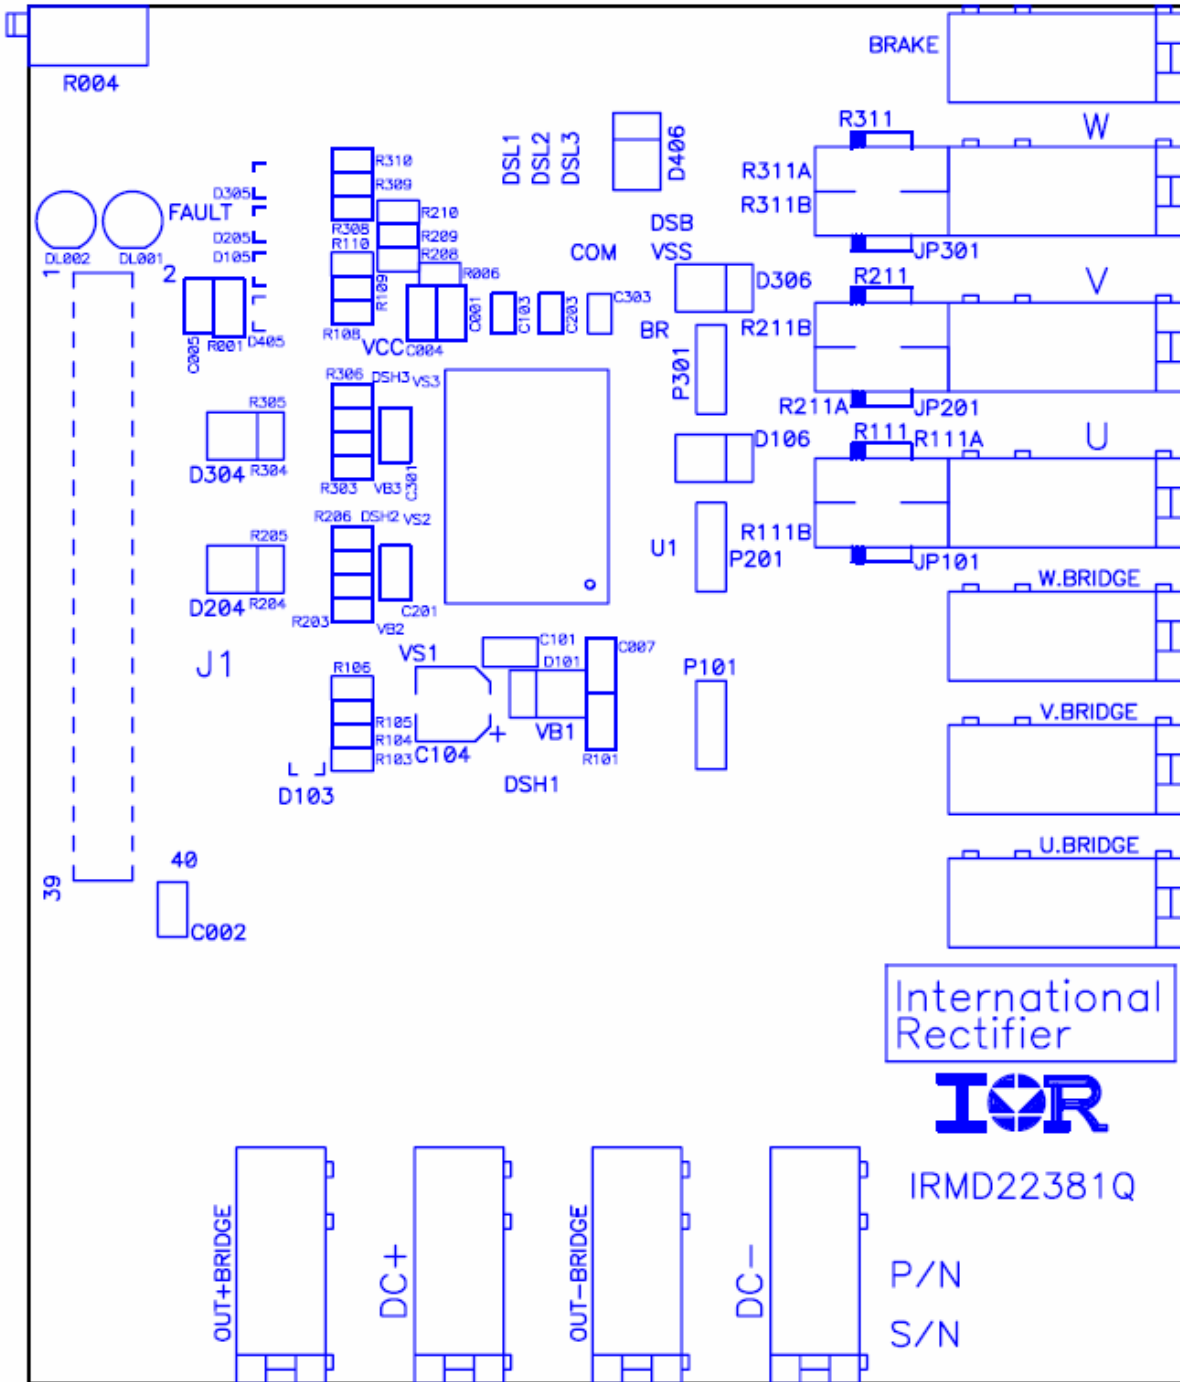 BRAKE
R004
R311
W
DSL1
DSL2
DSL3
D406
R310
R309
R311A
R311B
D305
FAULT
R308
R210
D205
R110
R209
DSB
DL002
DL001
D105
R208
COM
VSS
JP301
1
2
R006
D306
R211
V
R109
C001
C103
C203
C303
BR
R211B
C005
R001
D405
R108
VCC
C004
P301
R306
DSH3
VS3
R305
R211A
JP201
D304
R304
D106
R111
R111A
U
R303
VB3
C301
R206
DSH2
VS2
R205
U1
P201
R111B
JP101
D204
R204
C201
W.BRIDGE
R203
VB2
J1
VS1
C101
C007
R106
D101
P101
R105
R104
VB1
V.BRIDGE
R103
C104
+
R101
D103
DSH1
40
U.BRIDGE
39
C002
International
Rectifier
IOR
IRMD22381Q
OUT+BRIDGE
DC+
OUT-BRIDGE
DC-
P/N
S/N